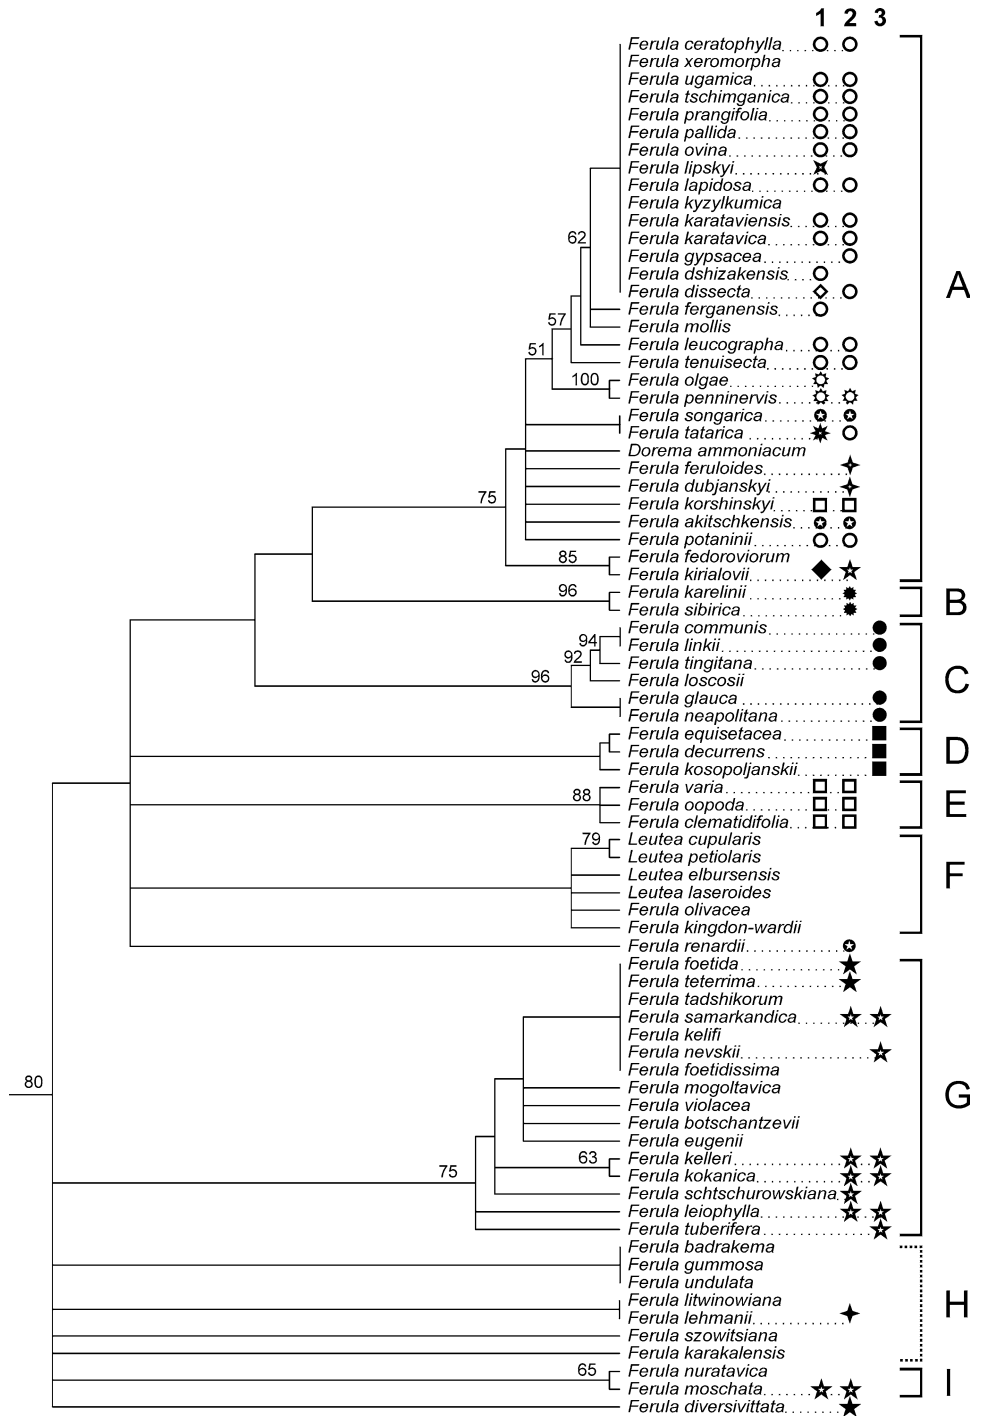 1 2 3
Ferula ceratophylla
Ferula xeromorpha
Ferula ugamica
Ferula tschimganica
Ferula prangifolia
Ferula pallida
Ferula ovina
Ferula lipskyi
Ferula lapidosa
Ferula kyzylkumica
Ferula karataviensis
62 Ferula karatavica
Ferula gypsacea
Ferula dshizakensis
A
Ferula dissecta
Ferula ferganensis
57 Ferula mollis
51 Ferula leucographa
Ferula tenuisecta
100 Ferula olgae
Ferula penninervis
Ferula songarica
Ferula tatarica
Dorema ammoniacum
Ferula feruloides
Ferula dubjanskyi
75 Ferula korshinskyi
Ferula akitschkensis
Ferula potaninii
85 Ferula fedoroviorum
Ferula kirialovii
96 Ferula karelinii
B
Ferula sibirica
Ferula communis
94 Ferula linkii
92 Ferula tingitana
96 Ferula loscosii
C
Ferula glauca
Ferula neapolitana
Ferula equisetacea
Ferula decurrens
D
Ferula kosopoljanskii
Ferula varia
88 Ferula oopoda
E
Ferula clematidifolia
79 Leutea cupularis
Leutea petiolaris
Leutea elbursensis
F
Leutea laseroides
Ferula olivacea
Ferula kingdon-wardii
Ferula renardii
Ferula foetida
Ferula teterrima
Ferula tadshikorum
Ferula samarkandica
Ferula kelifi
Ferula nevskii
Ferula foetidissima
80
Ferula mogoltavica
G
Ferula violacea
Ferula botschantzevii
Ferula eugenii
63 Ferula kelleri
75 Ferula kokanica
Ferula schtschurowskiana
Ferula leiophylla
Ferula tuberifera
Ferula badrakema
Ferula gummosa
Ferula undulata
Ferula litwinowiana
H
Ferula lehmanii
Ferula szowitsiana
Ferula karakalensis
65 Ferula nuratavica
I
Ferula moschata
Ferula diversivittata